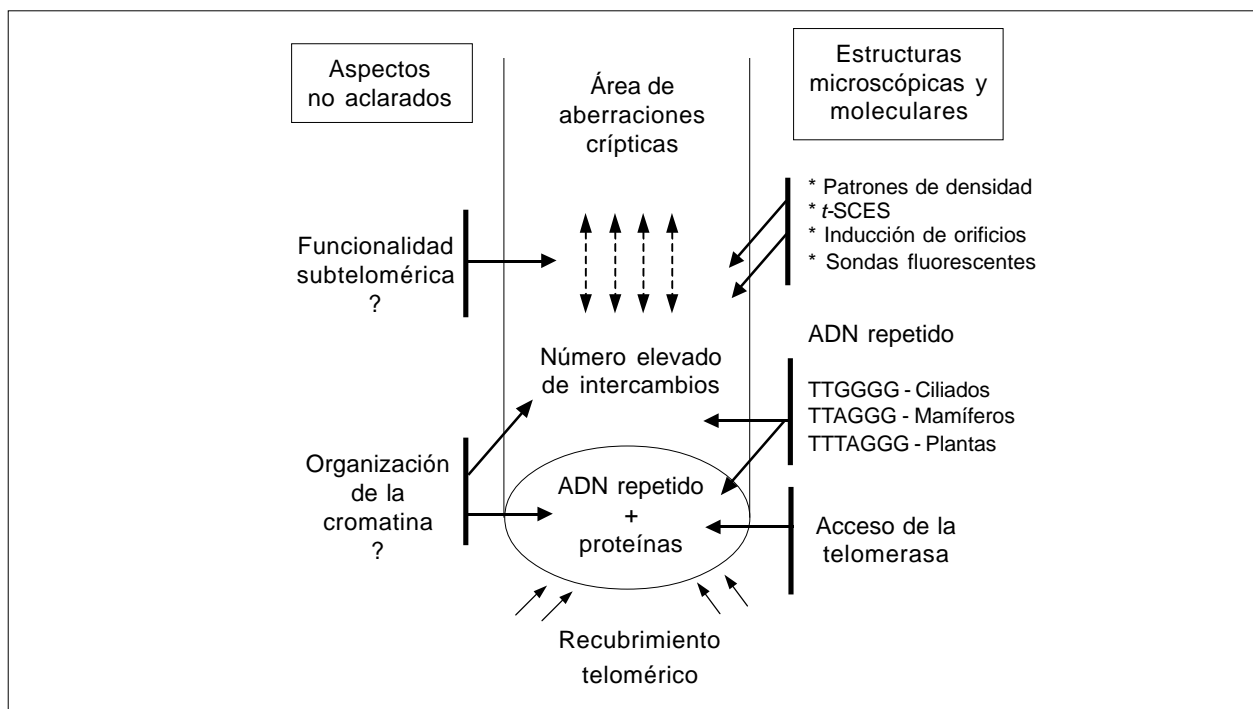 Aspectos
no aclarados
Área de
aberraciones
crípticas
Estructuras
microscópicas y
moleculares
* Patrones de densidad
* t-SCES
* Inducción de orificios
* Sondas fluorescentes
Funcionalidad
subtelomérica
?
ADN repetido
Número elevado
de intercambios
TTGGGG - Ciliados
TTAGGG - Mamíferos
TTTAGGG - Plantas
Organización
de la
cromatina
?
ADN repetido
+
proteínas
Acceso de la
telomerasa
Recubrimiento
telomérico